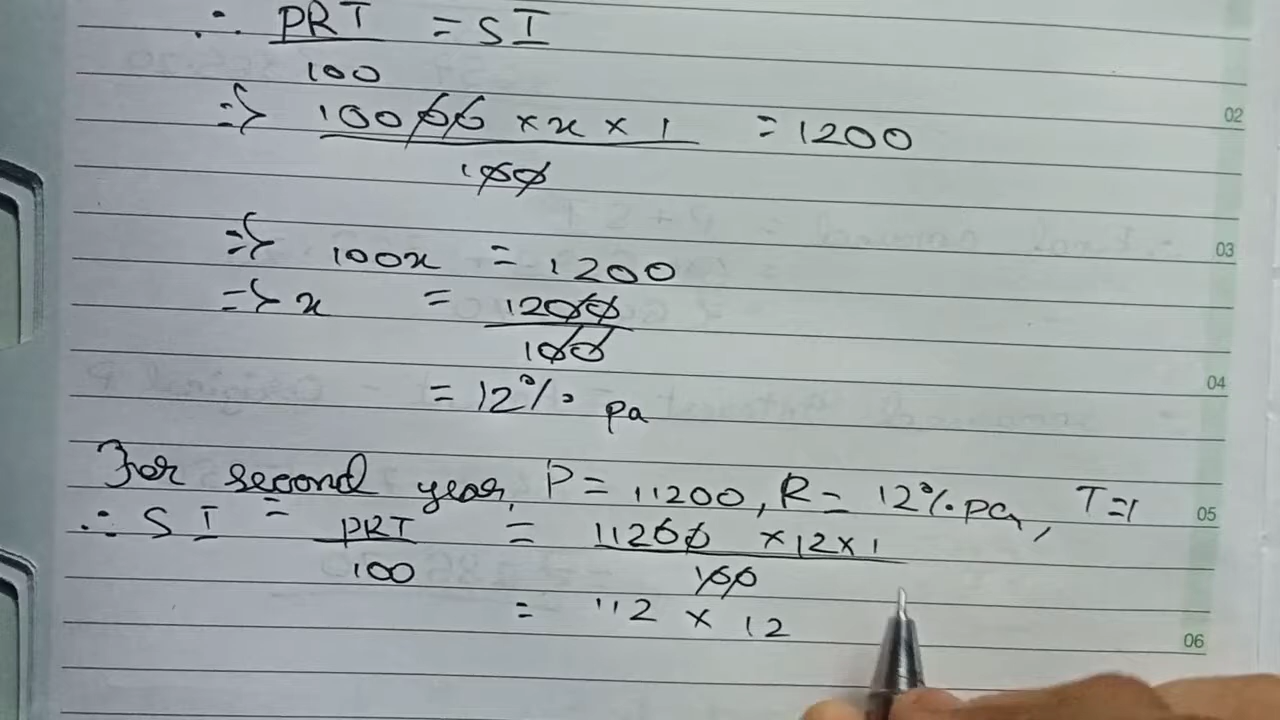 ∴ PRT = SI
100
=> 10000 × x × 1 = 1200
100
=> 100x = 1200
=> x = 1200
100
= 12% pa
For second year, P = 11200, R = 12% pa, T=1
∴ SI = PRT = 11200 × 12 × 1
100 100
= 112 × 12
02
03
04
05
06